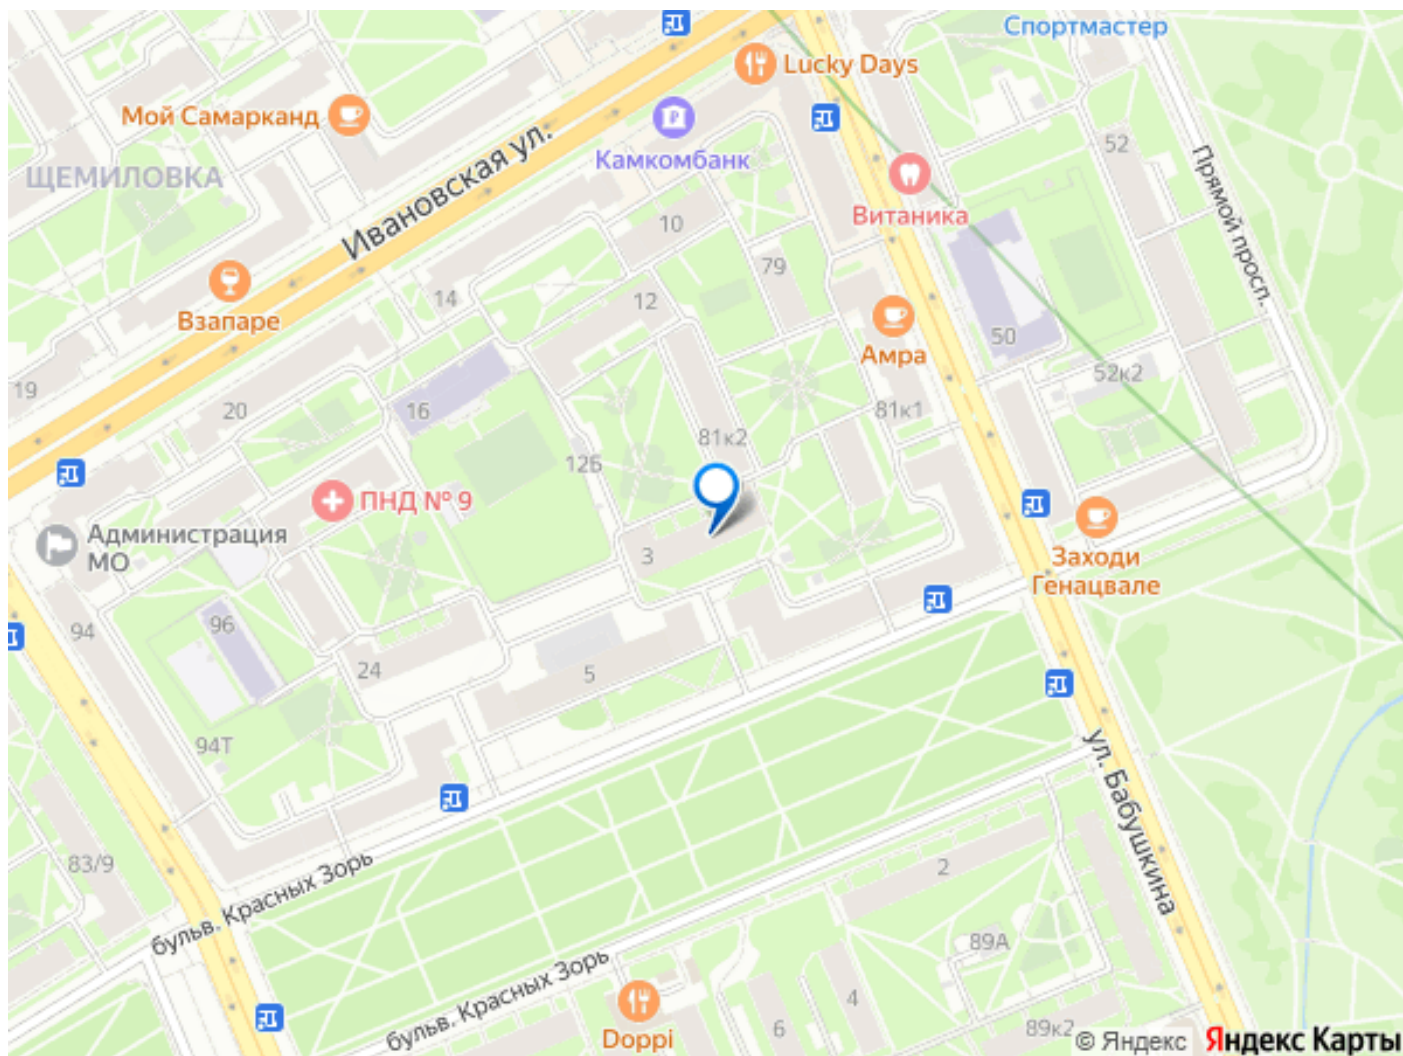 Спортмастер
Lucky Days
Мой Самарканд
Камкомбанк
52
ЩЕМИЛОВКА
Ивановская ул.
Прямой просп.
Витаника
10
79
14
12
Взапаре
50
Амра
19
20
16
52к2
81к1
81к2
12Б
ПНД № 9
Администрация
МО
3
Заходи
Генацвале
94
96
24
5
94Т
ул. Бабушкина
83/9
бульв. Красных Зорь
2
89А
бульв. Красных Зорь
4
6
Doppi
89к2
© Яндекс
Яндекс Карты